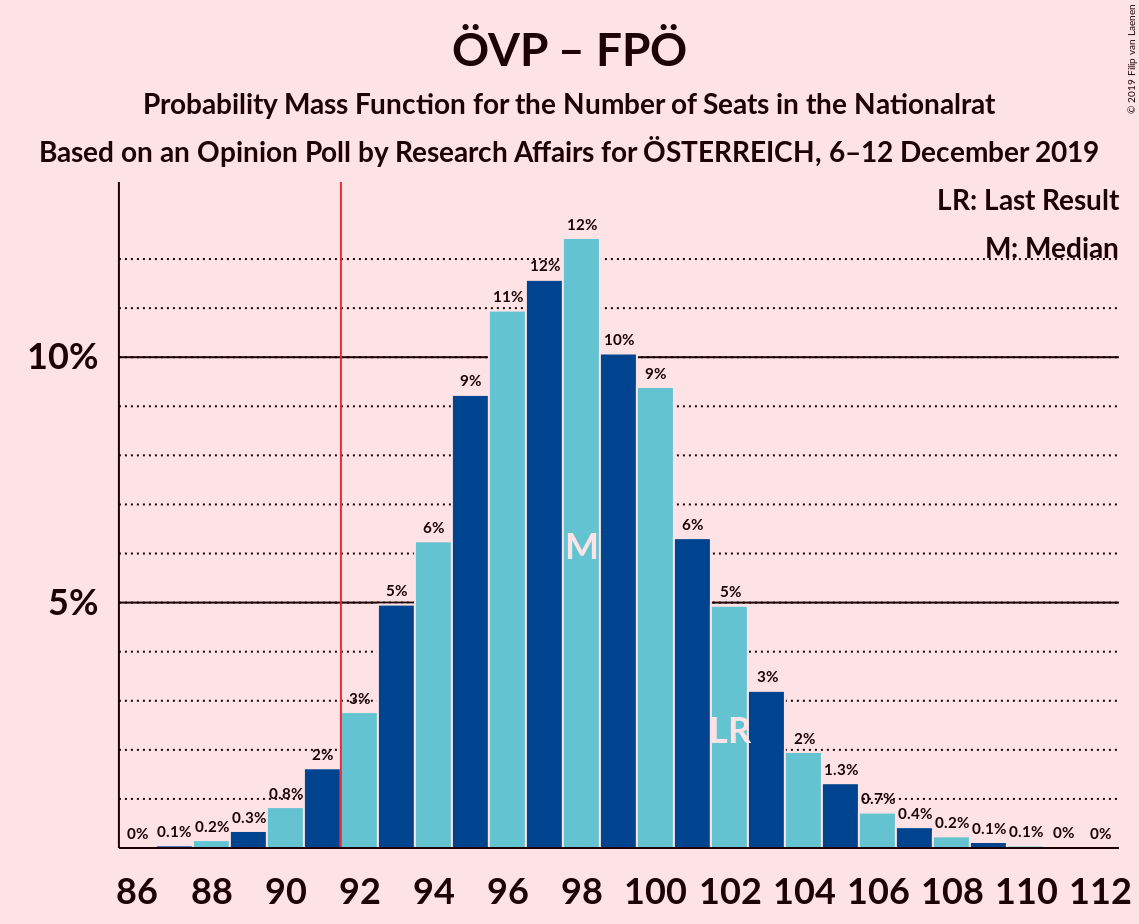 ÖVP – FPÖ
Probability Mass Function for the Number of Seats in the Nationalrat
Based on an Opinion Poll by Research Affairs for ÖSTERREICH, 6–12 December 2019
© 2019 Filip van Laenen
LR: Last Result
M: Median
10%
5%
0% 0.1% 0.2% 0.3% 0.8% 2% 3% 5% 6% 9% 11% 12% 12% 10% 9% 6% 5% 3% 2% 1.3% 0.7% 0.4% 0.2% 0.1% 0.1% 0% 0%
M
LR
86 88 90 92 94 96 98 100 102 104 106 108 110 112